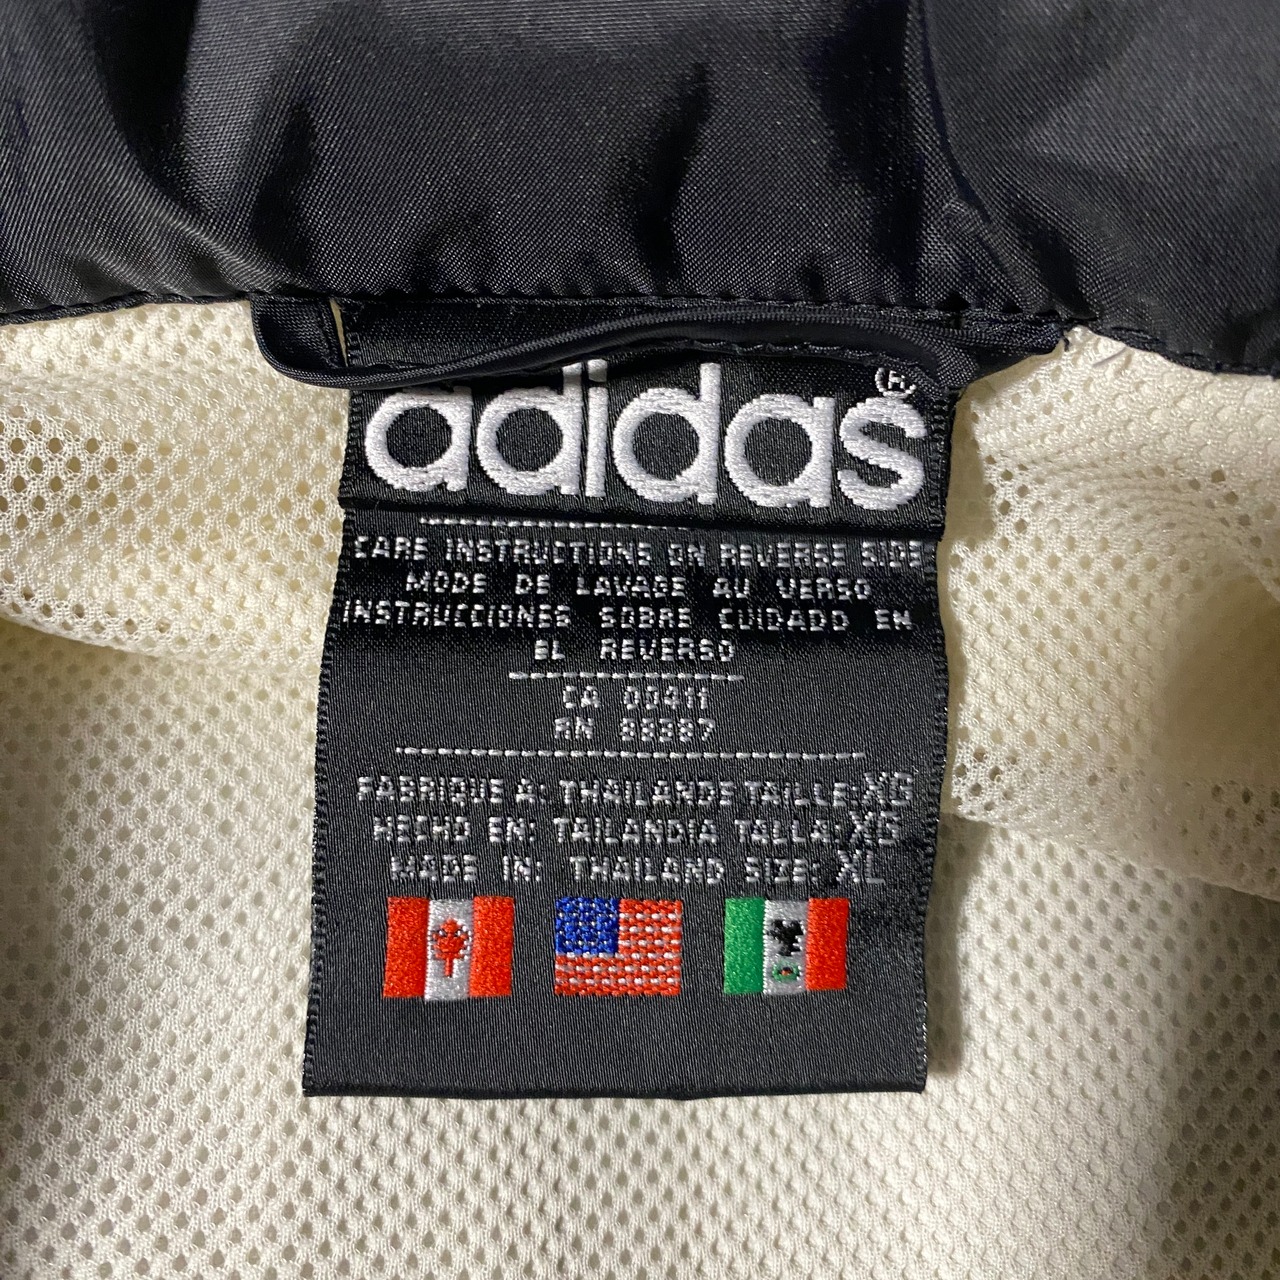 adidas®
CARE INSTRUCTIONS ON REVERSE SIDE
MODE DE LAVAGE AU VERSO
INSTRUCCIONES SOBRE CUIDADO EN
EL REVERSO
CA 00411
RN 88387
FABRIQUE A: THAILANDE TAILLE: XG
HECHO EN: TAILANDIA TALLA: XG
MADE IN: THAILAND SIZE: XL